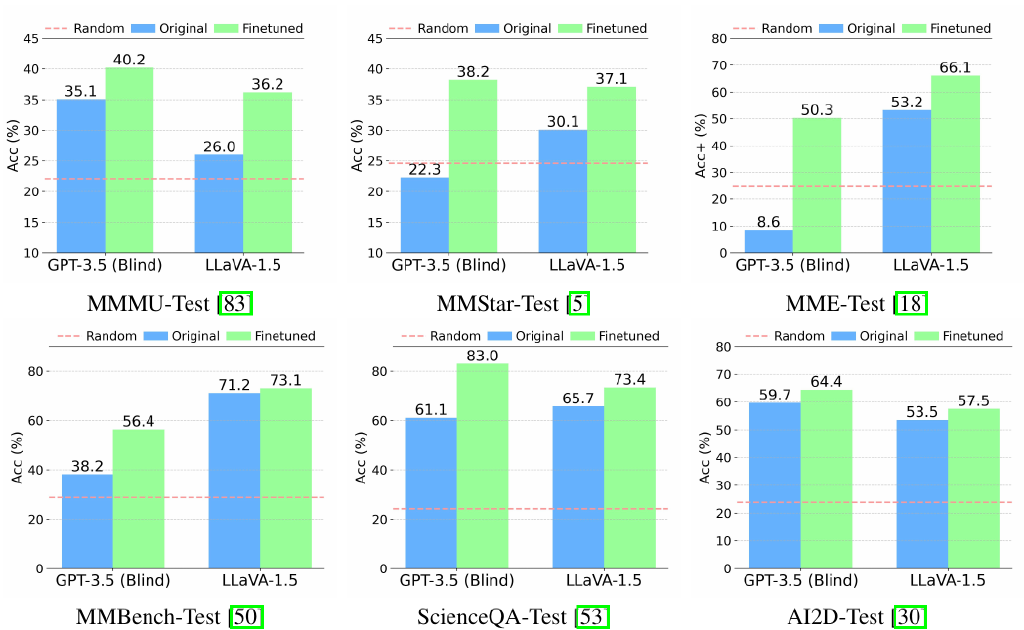 Random Original Finetuned
45
40
35
30
25
20
15
10
Acc (%)
35.1
40.2
26.0
36.2
GPT-3.5 (Blind) LLaVA-1.5
MMMU-Test [83]
Random Original Finetuned
45
40
35
30
25
20
15
10
Acc (%)
22.3
38.2
30.1
37.1
GPT-3.5 (Blind) LLaVA-1.5
MMStar-Test [5]
Random Original Finetuned
80
70
60
50
40
30
20
10
0
Acc+ (%)
8.6
50.3
53.2
66.1
GPT-3.5 (Blind) LLaVA-1.5
MME-Test [18]
Random Original Finetuned
80
60
40
20
0
Acc (%)
38.2
56.4
71.2
73.1
GPT-3.5 (Blind) LLaVA-1.5
MMBench-Test [50]
Random Original Finetuned
80
60
40
20
0
Acc (%)
61.1
83.0
65.7
73.4
GPT-3.5 (Blind) LLaVA-1.5
ScienceQA-Test [53]
Random Original Finetuned
80
70
60
50
40
30
20
10
0
Acc (%)
59.7
64.4
53.5
57.5
GPT-3.5 (Blind) LLaVA-1.5
AI2D-Test [30]